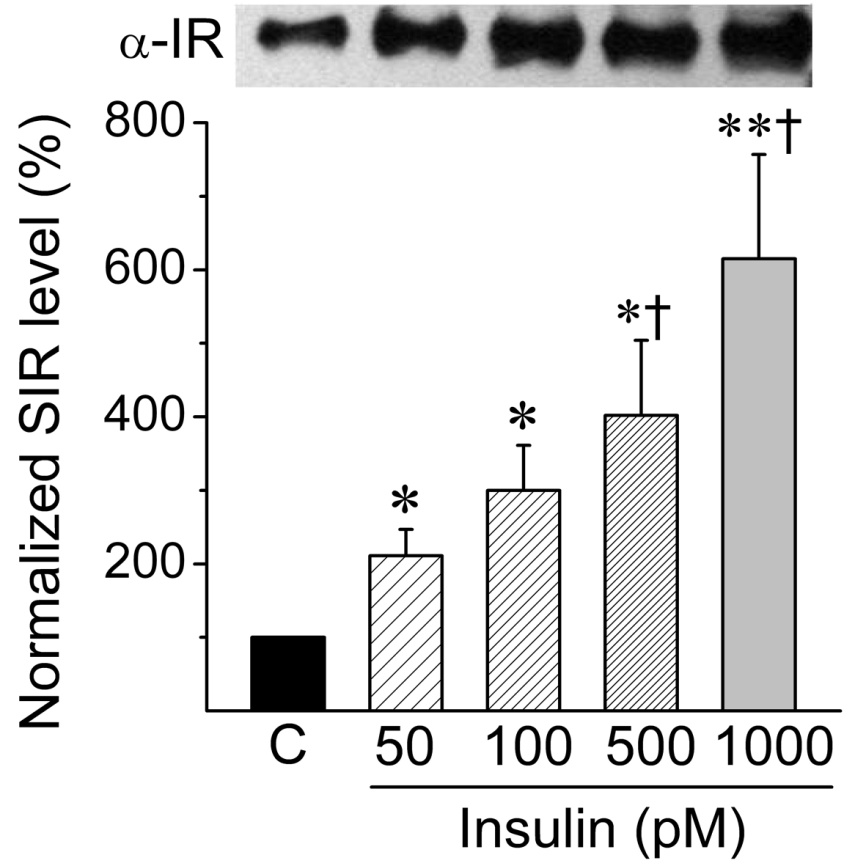 α-IR
Normalized SIR level (%)
800
600
400
200
*
*
*†
**†
C 50 100 500 1000
Insulin (pM)